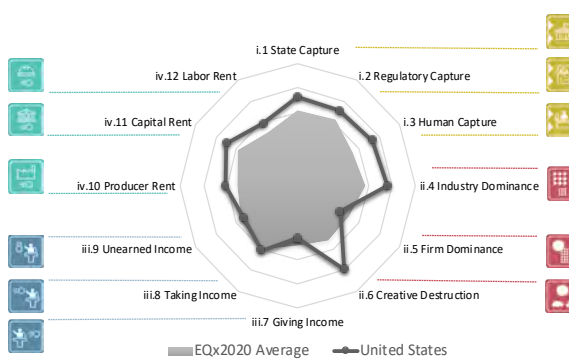 i.1 State Capture
iv.12 Labor Rent
i.2 Regulatory Capture
iv.11 Capital Rent
i.3 Human Capture
iv.10 Producer Rent
ii.4 Industry Dominance
iii.9 Unearned Income
ii.5 Firm Dominance
iii.8 Taking Income
ii.6 Creative Destruction
iii.7 Giving Income
EQx2020 Average
United States